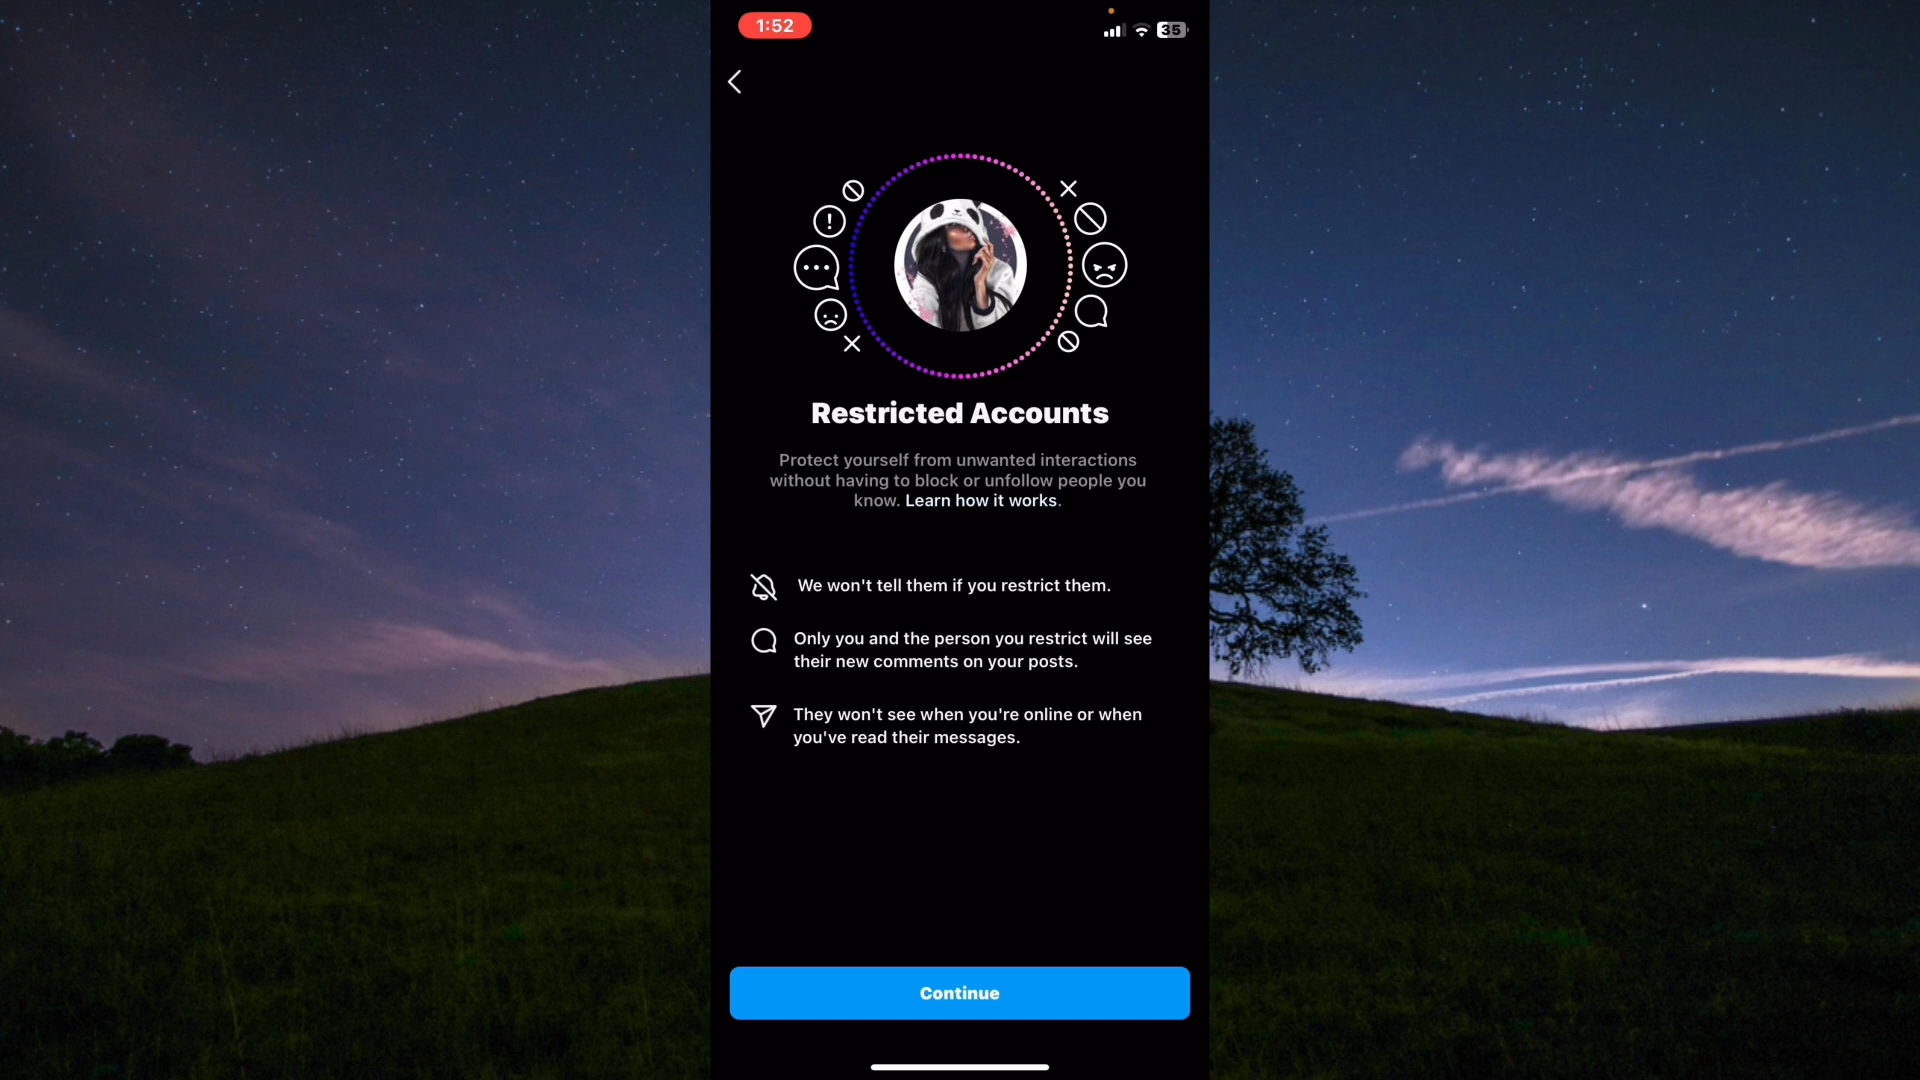 1:52
35
Restricted Accounts
Protect yourself from unwanted interactions
without having to block or unfollow people you
know. Learn how it works.
We won't tell them if you restrict them.
Only you and the person you restrict will see
their new comments on your posts.
They won't see when you're online or when
you've read their messages.
Continue